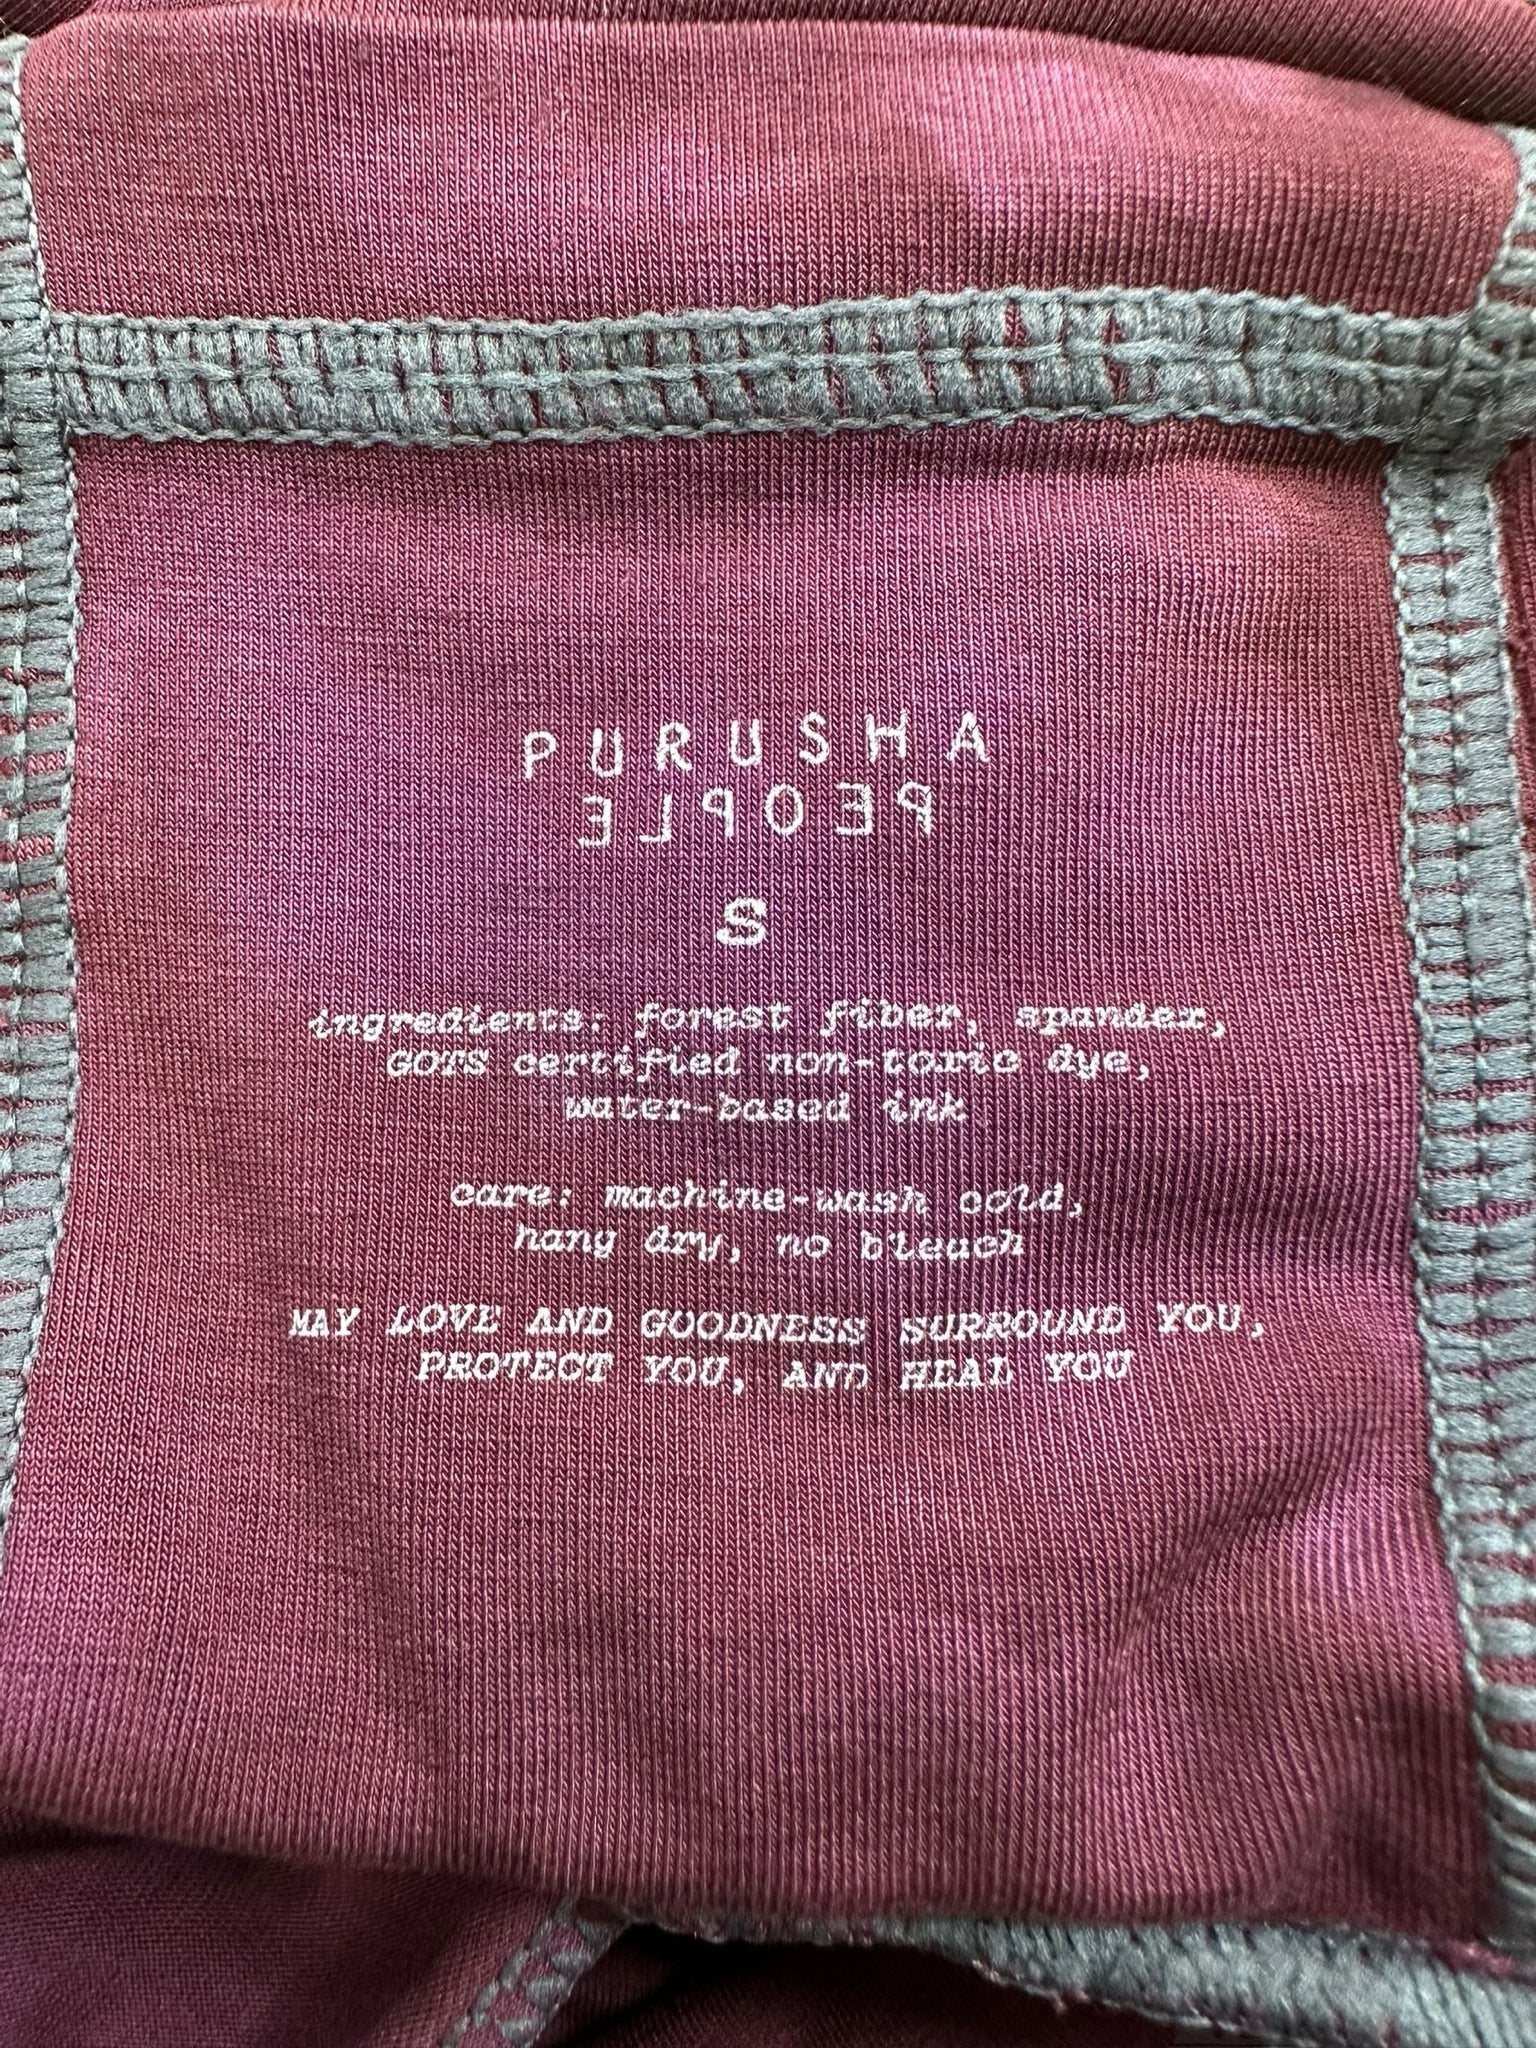 PURUSHA
PEOPLE
S
ingredients: forest fiber, spandex,
GOTS certified non-toxic dye,
water-based ink
care: machine-wash cold,
hang dry, no bleach
MAY LOVE AND GOODNESS SURROUND YOU,
PROTECT YOU, AND HEAL YOU